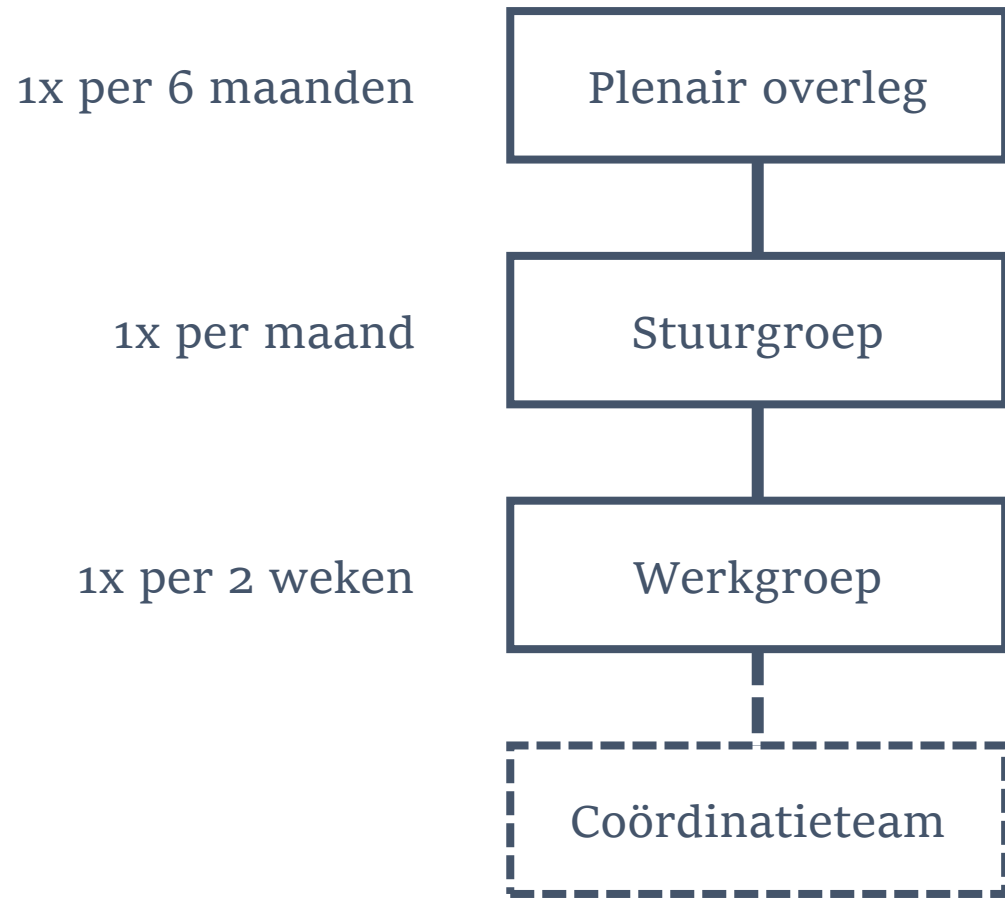 1x per 6 maanden
Plenair overleg
1x per maand
Stuurgroep
1x per 2 weken
Werkgroep
Coördinatieteam